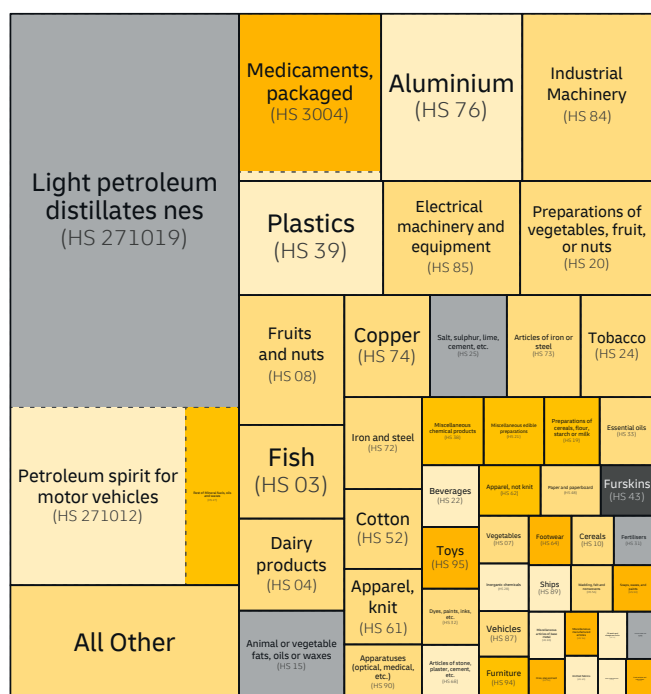 Light petroleum
distillates nes
(HS 271019)
Medicaments,
packaged
(HS 3004)
Aluminium
(HS 76)
Industrial
Machinery
(HS 84)
Plastics
(HS 39)
Electrical
machinery and
equipment
(HS 85)
Preparations of
vegetables, fruit,
or nuts
(HS 20)
Fruits
and nuts
(HS 08)
Copper
(HS 74)
Salt, sulphur, lime,
cement, etc.
(HS 25)
Articles of iron or
steel
(HS 73)
Tobacco
(HS 24)
Petroleum spirit for
motor vehicles
(HS 271012)
Iron and steel
(HS 72)
Miscellaneous
chemical products
(HS 38)
Miscellaneous edible
preparations
(HS 21)
Preparations of
cereals, flour,
starch or milk
(HS 19)
Essential oils
(HS 33)
Fish
(HS 03)
Beverages
(HS 22)
Apparel, not knit
(HS 62)
Paper and paperboard
(HS 48)
Furskins
(HS 43)
Cotton
(HS 52)
Dairy
products
(HS 04)
Toys
(HS 95)
Vegetables
(HS 07)
Footwear
(HS 64)
Cereals
(HS 10)
Fertilisers
(HS 31)
Inorganic chemicals
Ships
(HS 89)
Apparel,
knit
(HS 61)
Dyes, paints, inks,
etc.
(HS 32)
Vehicles
(HS 87)
All Other
Animal or vegetable
fats, oils or waxes
(HS 15)
Apparatuses
(optical, medical,
etc.)
(HS 90)
Articles of stone,
plaster, cement,
etc.
(HS 68)
Furniture
(HS 94)